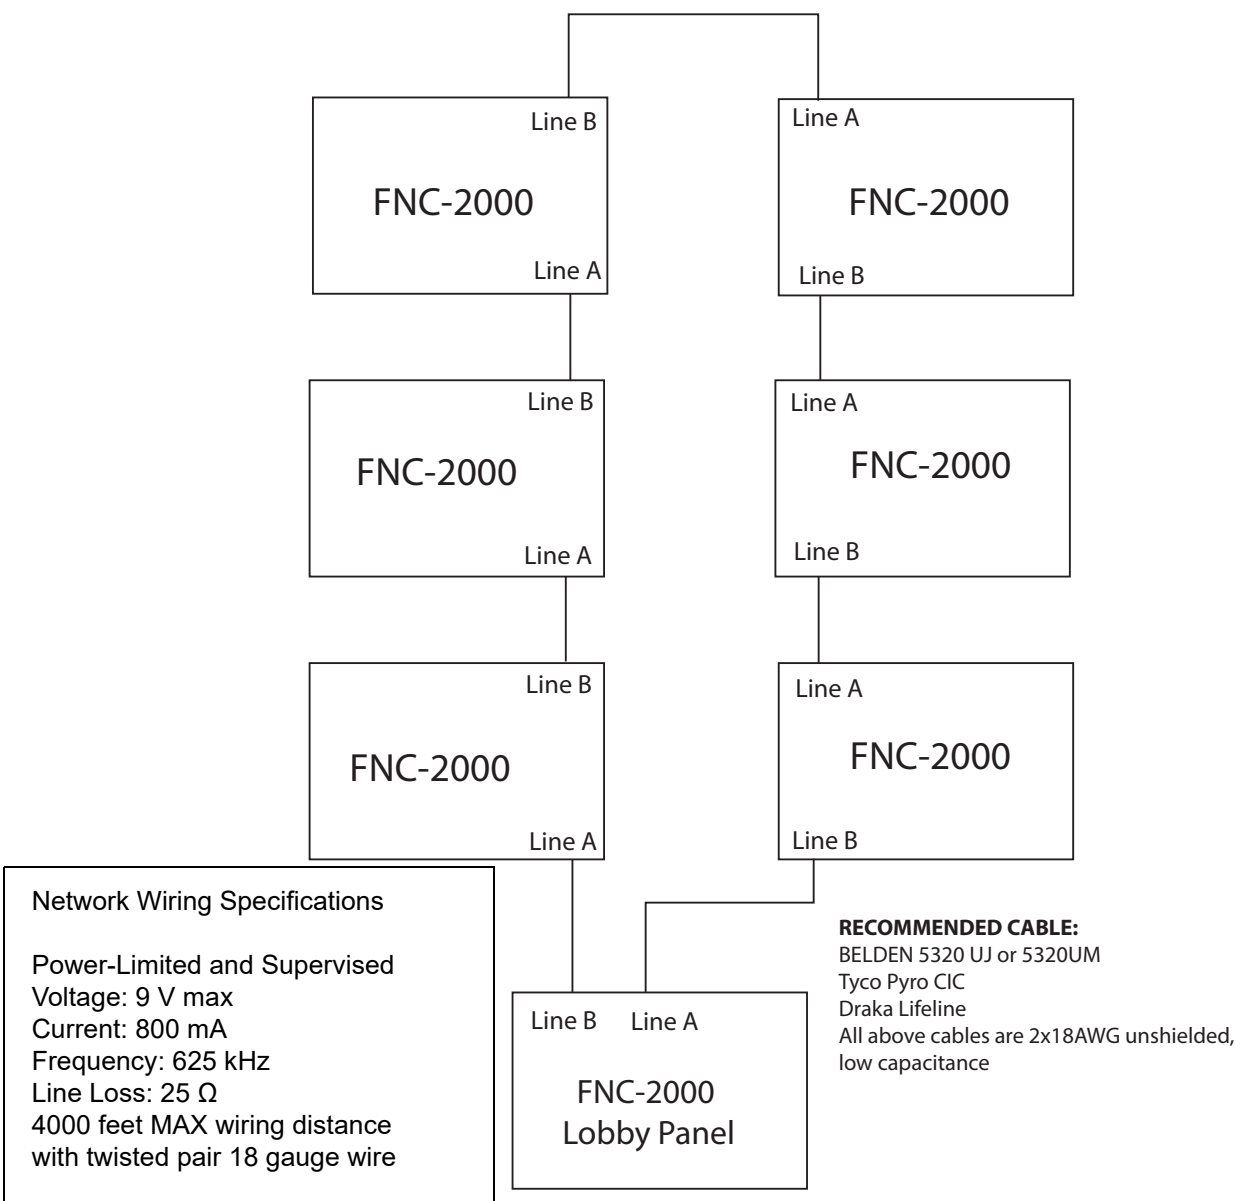 Line B
FNC-2000
Line A
Line A
FNC-2000
Line B
Line B
FNC-2000
Line A
Line A
FNC-2000
Line B
Line B
FNC-2000
Line A
Line A
FNC-2000
Line B
Network Wiring Specifications
Power-Limited and Supervised
Voltage: 9 V max
Current: 800 mA
Frequency: 625 kHz
Line Loss: 25 Ω
4000 feet MAX wiring distance
with twisted pair 18 gauge wire
Line B Line A
FNC-2000
Lobby Panel
RECOMMENDED CABLE:
BELDEN 5320 UJ or 5320UM
Tyco Pyro CIC
Draka Lifeline
All above cables are 2x18AWG unshielded,
low capacitance